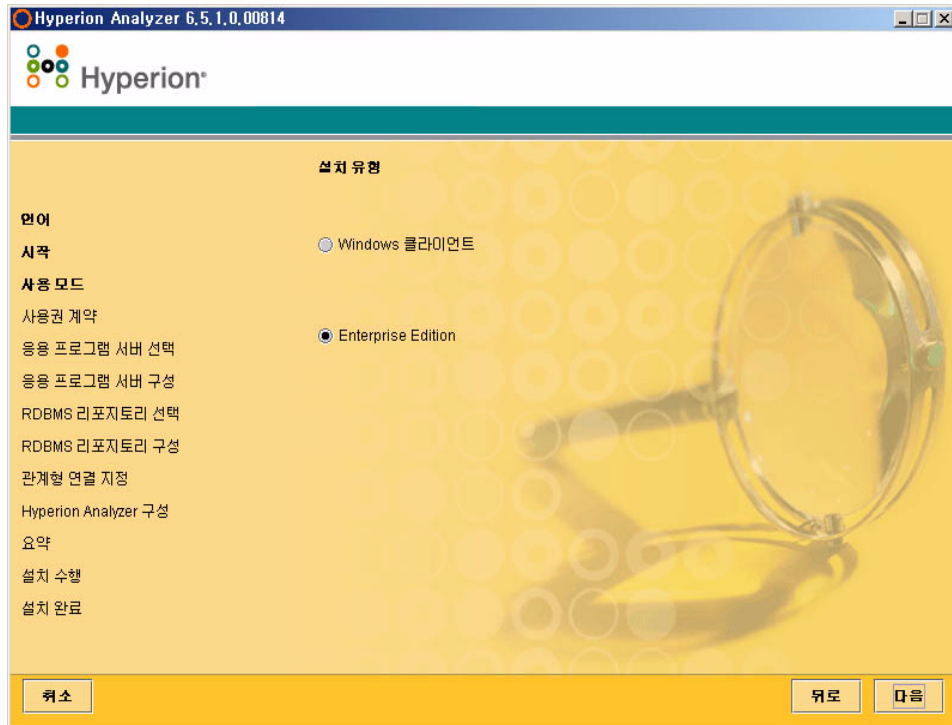 Hyperion Analyzer 6,5,1,0,00814
Hyperion
설치 유형
언어
시작
사용 모드
사용권 계약
응용 프로그램 서버 선택
응용 프로그램 서버 구성
RDBMS 리포지토리 선택
RDBMS 리포지토리 구성
관계형 연결 지정
Hyperion Analyzer 구성
요약
설치 수행
설치 완료
Windows 클라이언트
Enterprise Edition
취소
뒤로
다음